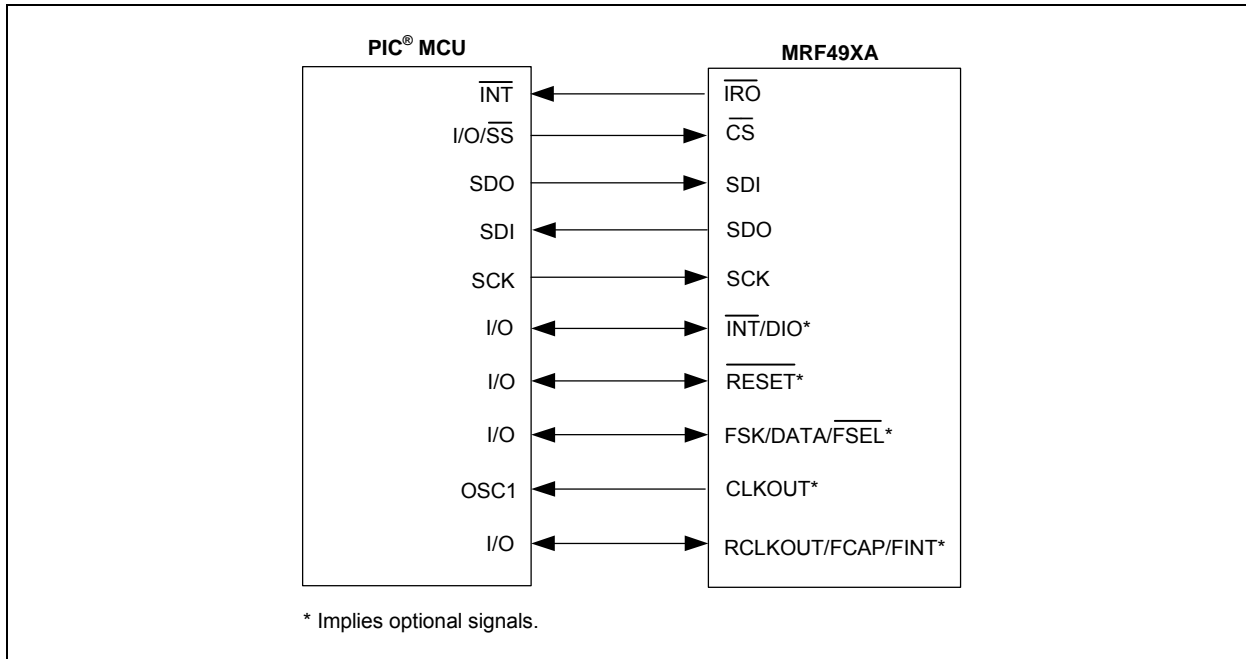 PIC® MCU
MRF49XA
INT IRO
I/O/SS CS
SDO SDI
SDI SDO
SCK SCK
I/O INT/DIO*
I/O RESET*
I/O FSK/DATA/FSEL*
OSC1 CLKOUT*
I/O RCLKOUT/FCAP/FINT*
* Implies optional signals.